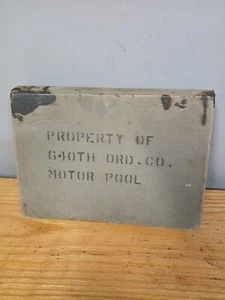 PROPERTY OF
640TH ORD.CO.
MOTOR POOL